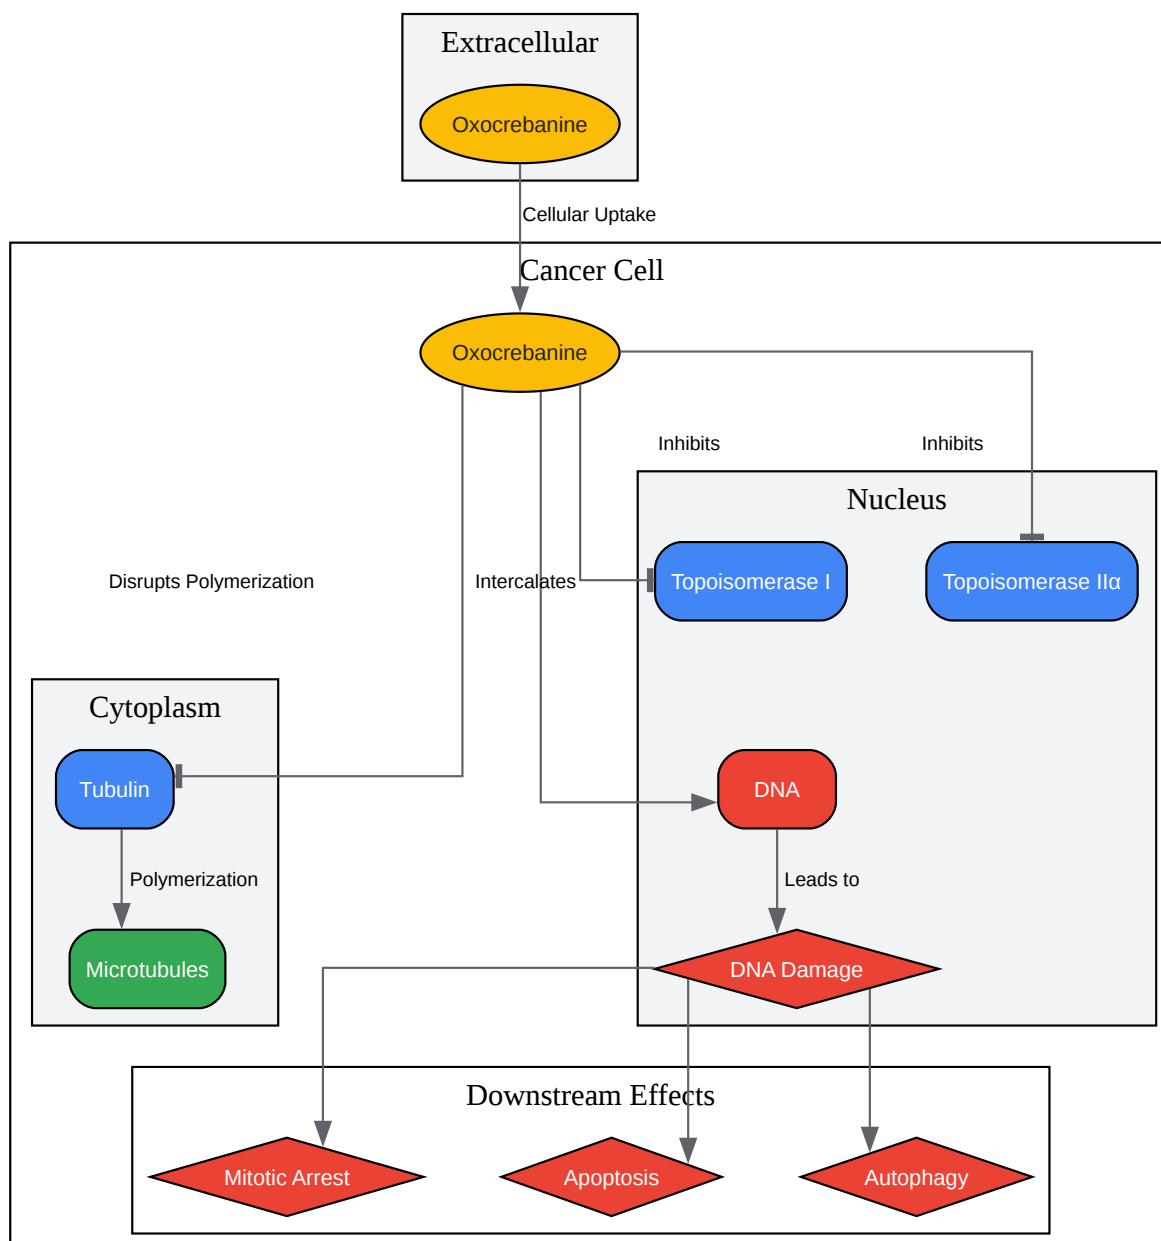 Extracellular
Oxocrebanine
Cellular Uptake
Cancer Cell
Oxocrebanine
Inhibits
Inhibits
Nucleus
Disrupts Polymerization
Intercalates
Topoisomerase I
Topoisomerase IIα
Cytoplasm
Tubulin
DNA
Polymerization
Leads to
Microtubules
DNA Damage
Downstream Effects
Mitotic Arrest
Apoptosis
Autophagy